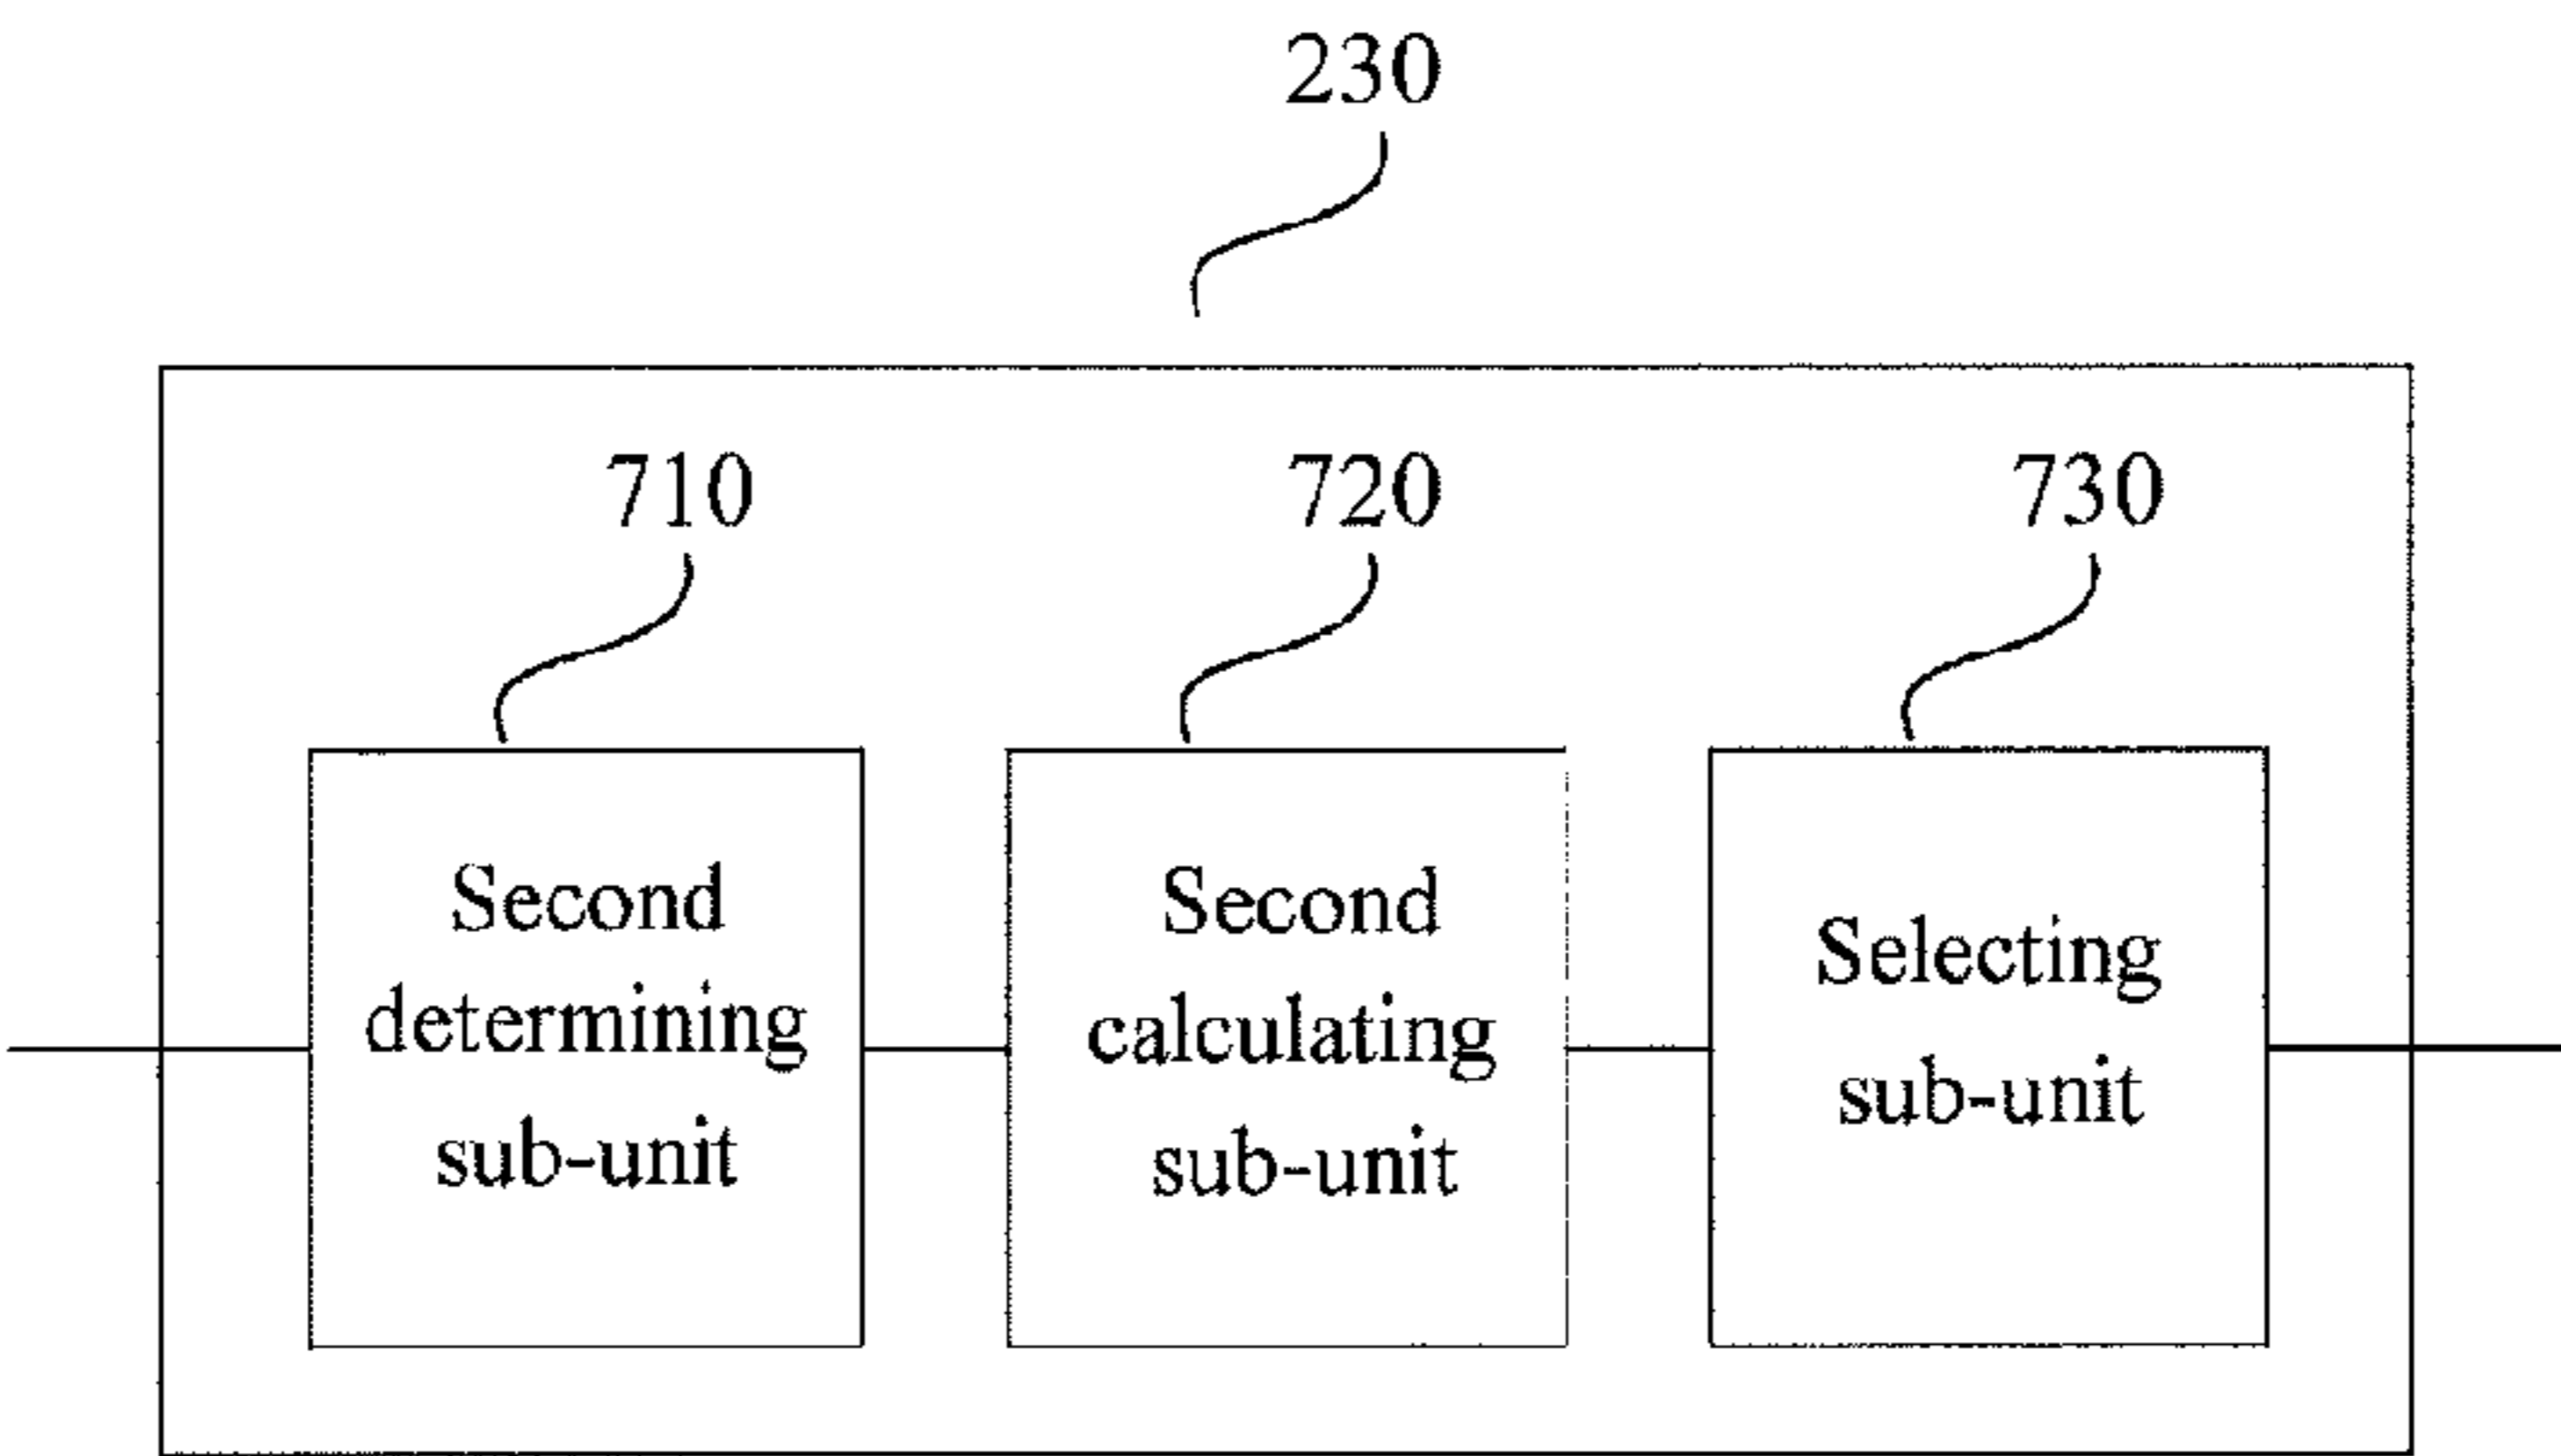 230
710
720
730
Second
determining
sub-unit
Second
calculating
sub-unit
Selecting
sub-unit